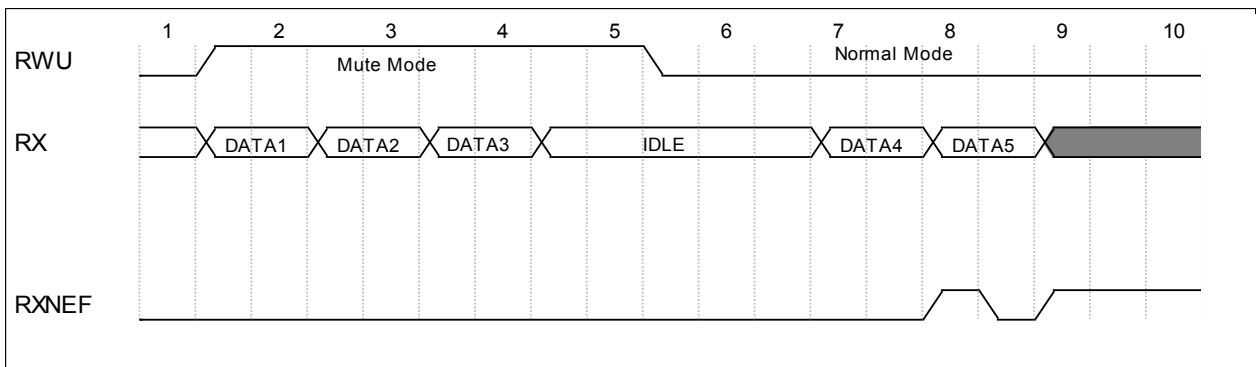 1 2 3 4 5 6 7 8 9 10
RWU Mute Mode Normal Mode
RX DATA1 DATA2 DATA3 IDLE DATA4 DATA5
RXNEF